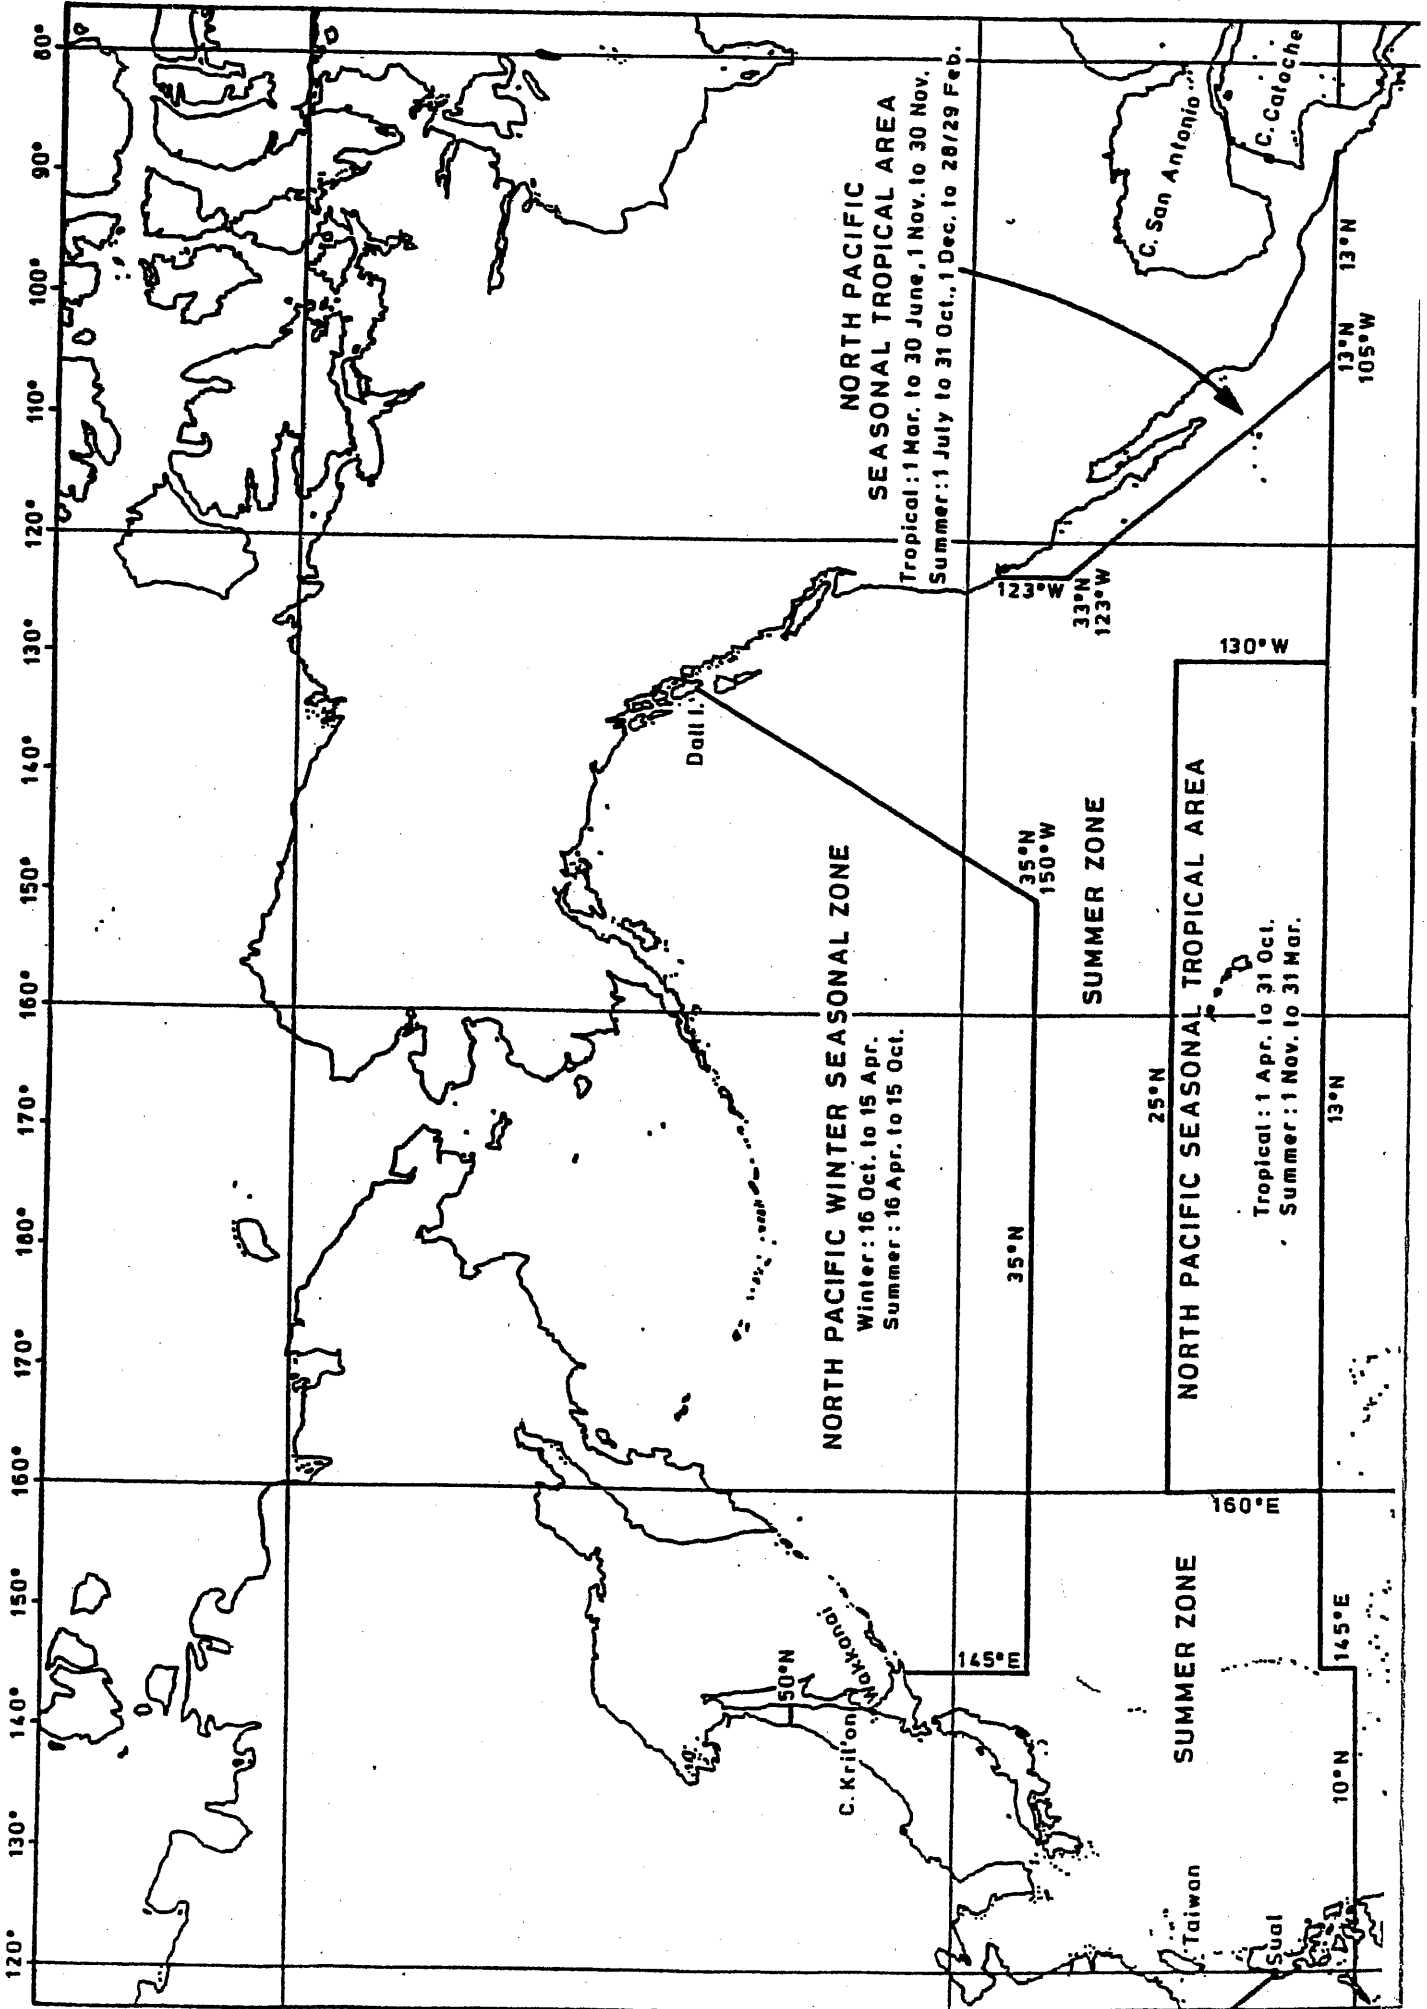 120°
130°
140°
150°
160°
170°
180°
170°
160°
150°
140°
130°
120°
110°
100°
90°
80°
Dall I.
NORTH PACIFIC
SEASONAL TROPICAL AREA
Tropical: 1 Mar. to 30 June, 1 Nov. to 30 Nov.
Summer: 1 July to 31 Oct., 1 Dec. to 28/29 Feb.
NORTH PACIFIC WINTER SEASONAL ZONE
Winter: 16 Oct. to 15 Apr.
Summer: 16 Apr. to 15 Oct.
50°N
C. Kril'on
Wakkanai
145°E
35°N
35°N
150°W
123°W
33°N
123°W
SUMMER ZONE
C. San Antonio
C. Catoche
25°N
130°W
NORTH PACIFIC SEASONAL TROPICAL AREA
Tropical: 1 Apr. to 31 Oct.
Summer: 1 Nov. to 31 Mar.
SUMMER ZONE
160°E
Taiwan
Sual
10°N
145°E
13°N
13°N
105°W
13°N